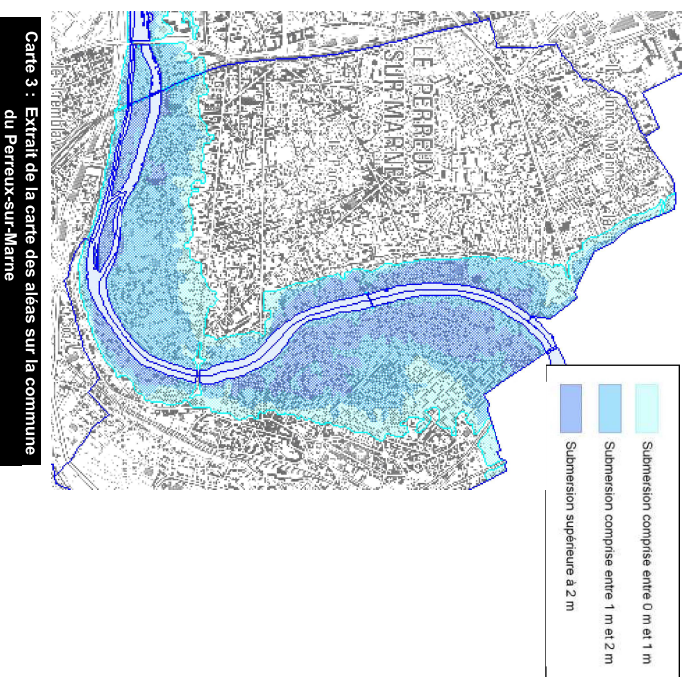 LE PERREUX-
SUR-MARNE
Submersion comprise entre 0 m et 1 m
Submersion comprise entre 1 m et 2 m
Submersion supérieure à 2 m
Carte 3 : Extrait de la carte des aléas sur la commune
du Perreux-sur-Marne